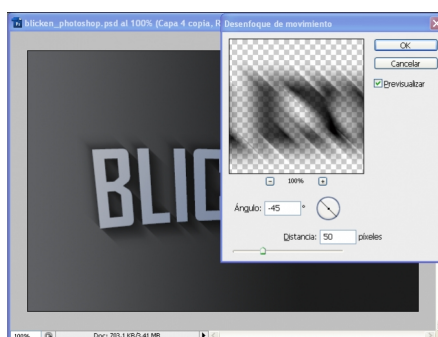 blicken_photoshop.psd al 100% (Capa 4 copia, R
Desenfoque de movimiento
OK
Cancelar
Previsualizar
100%
Ángulo: -45 °
Distancia: 50 píxeles
BLIC
100%
Doc: 703,1 KB/3,41 MB